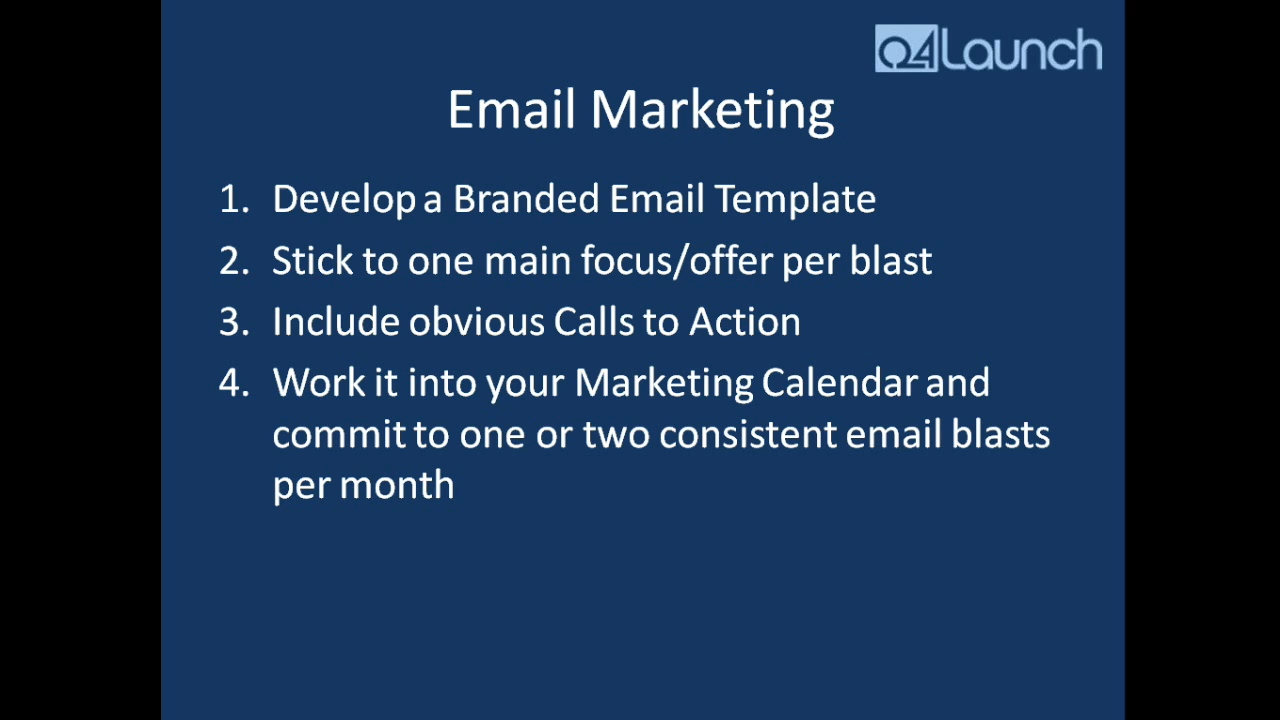 Q4Launch
Email Marketing
1. Develop a Branded Email Template
2. Stick to one main focus/offer per blast
3. Include obvious Calls to Action
4. Work it into your Marketing Calendar and
commit to one or two consistent email blasts
per month